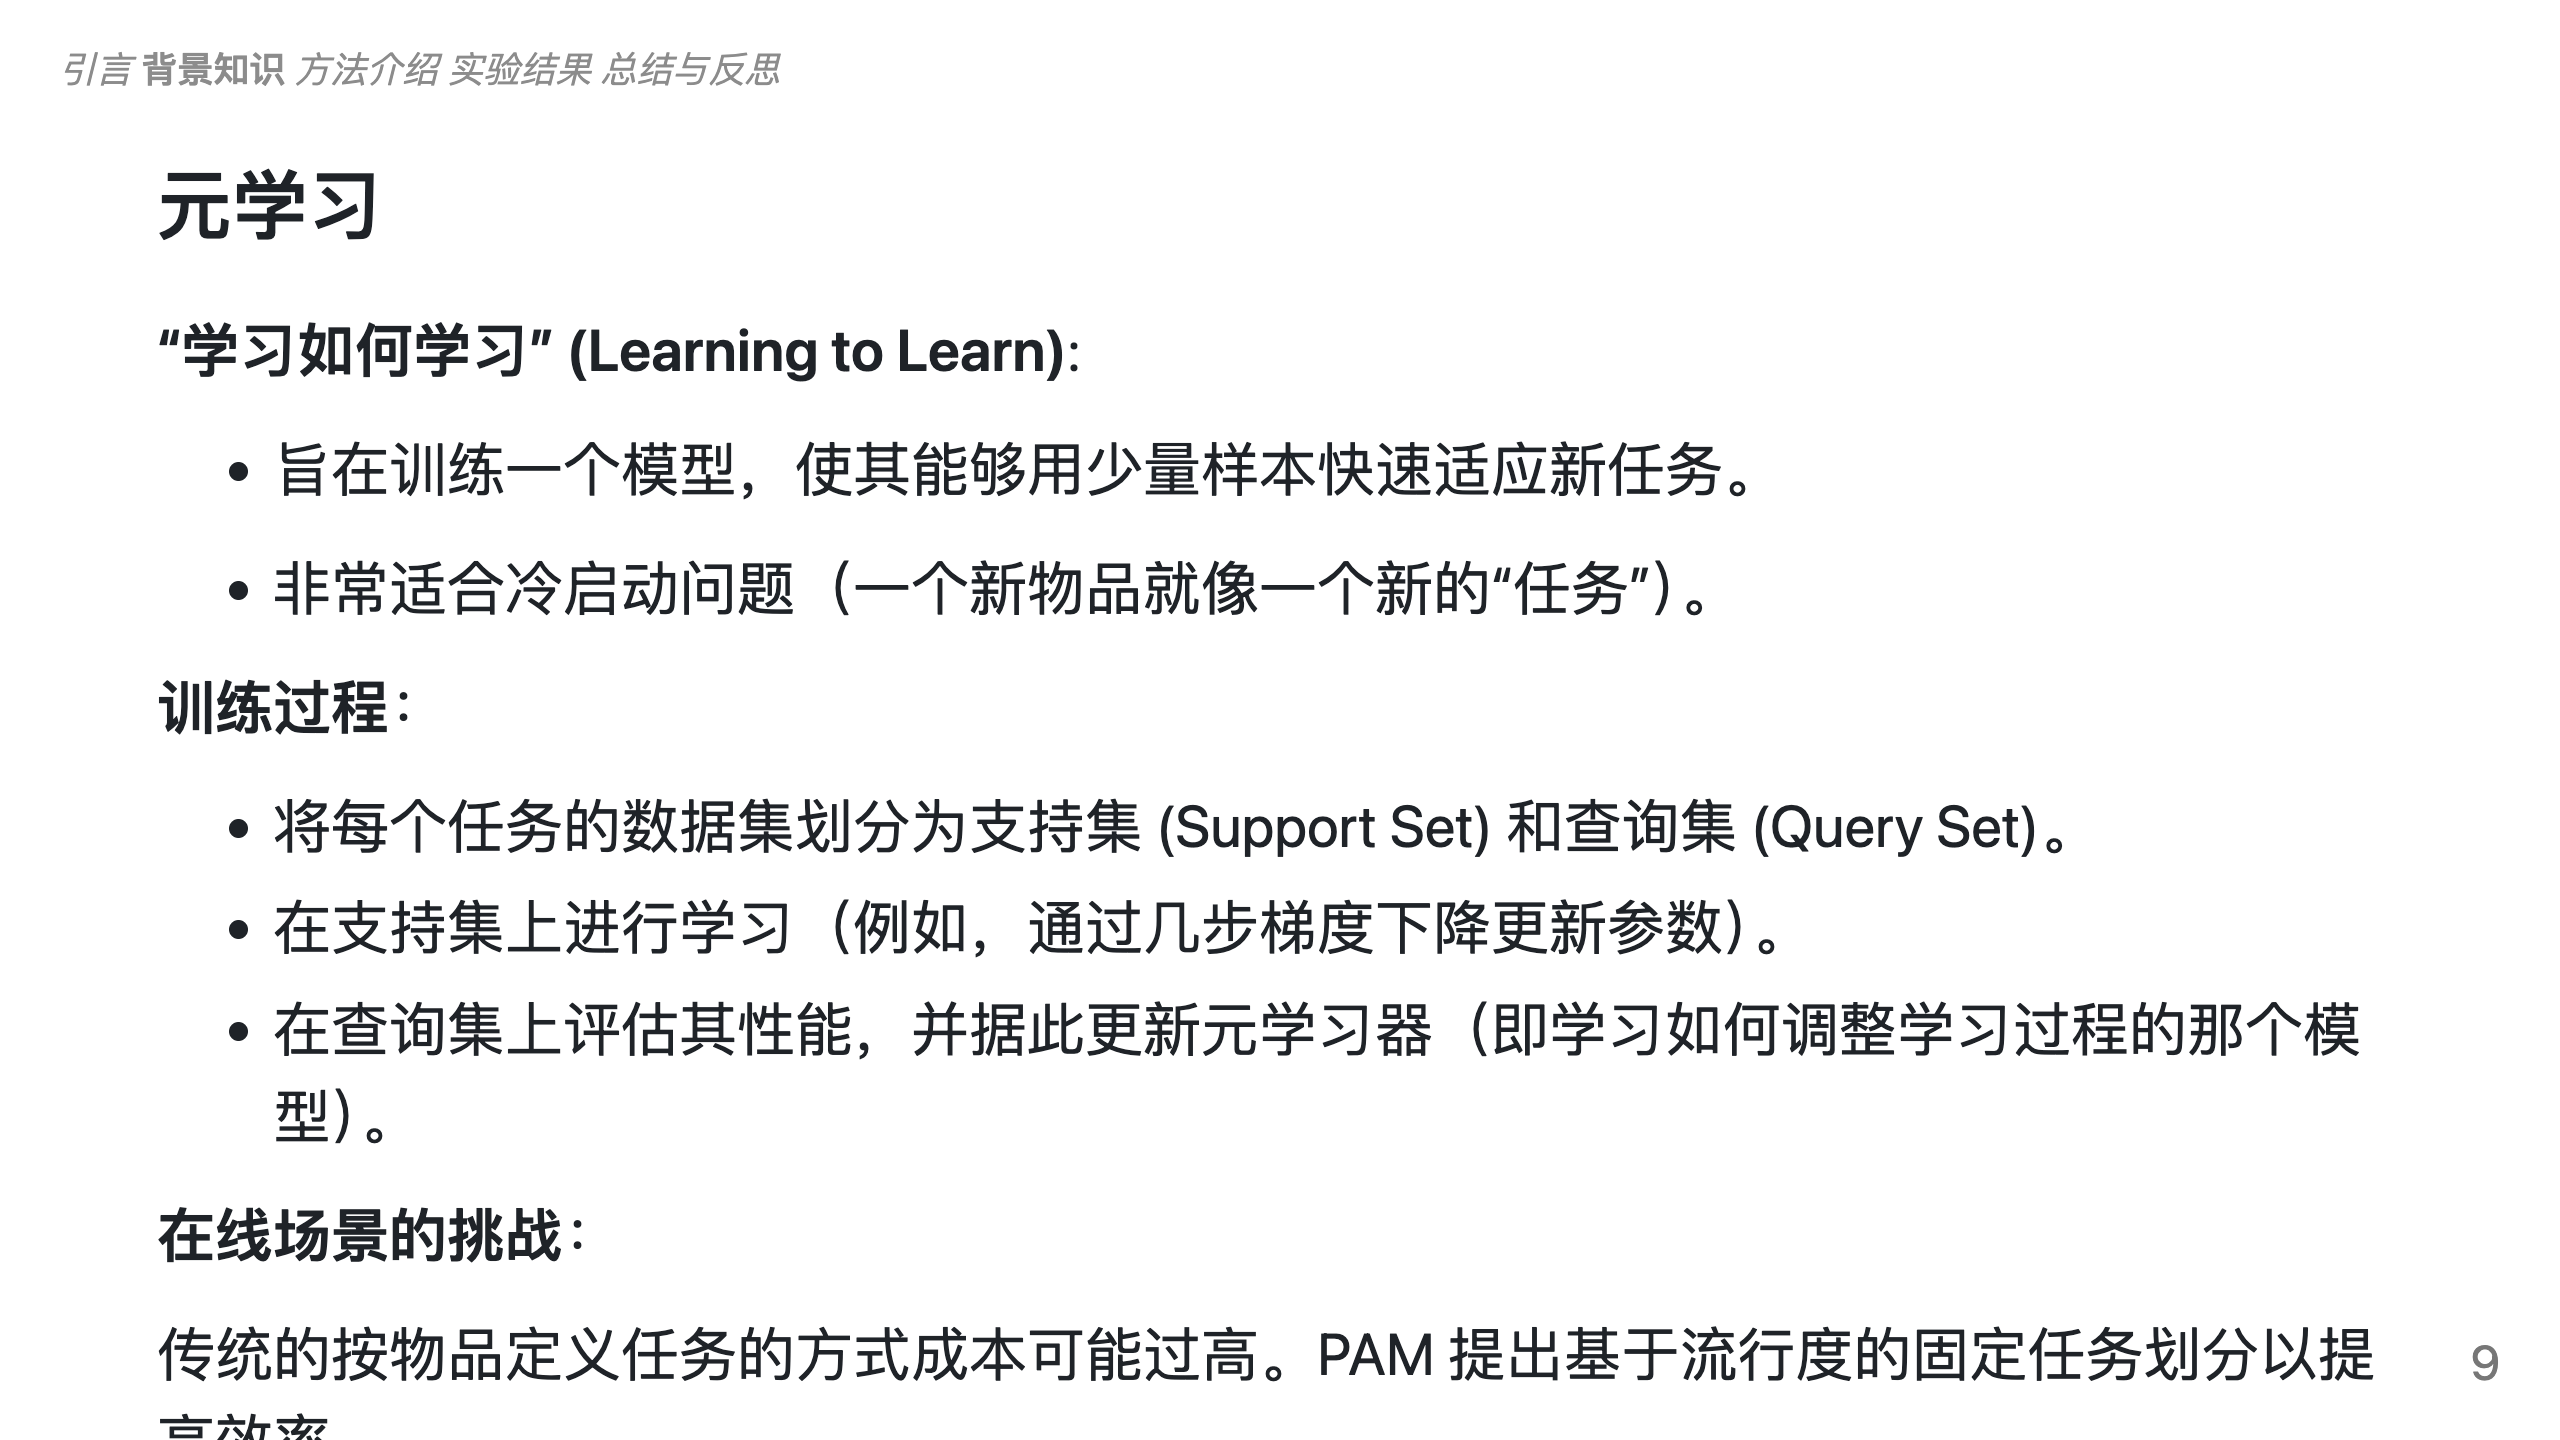 引言 背景知识 方法介绍 实验结果 总结与反思
元学习
“学习如何学习” (Learning to Learn):
• 旨在训练一个模型，使其能够用少量样本快速适应新任务。
• 非常适合冷启动问题（一个新物品就像一个新的“任务”）。
训练过程：
• 将每个任务的数据集划分为支持集 (Support Set) 和查询集 (Query Set)。
• 在支持集上进行学习（例如，通过几步梯度下降更新参数）。
• 在查询集上评估其性能，并据此更新元学习器（即学习如何调整学习过程的那个模
型）。
在线场景的挑战：
传统的按物品定义任务的方式成本可能过高。PAM 提出基于流行度的固定任务划分以提
高效率
9